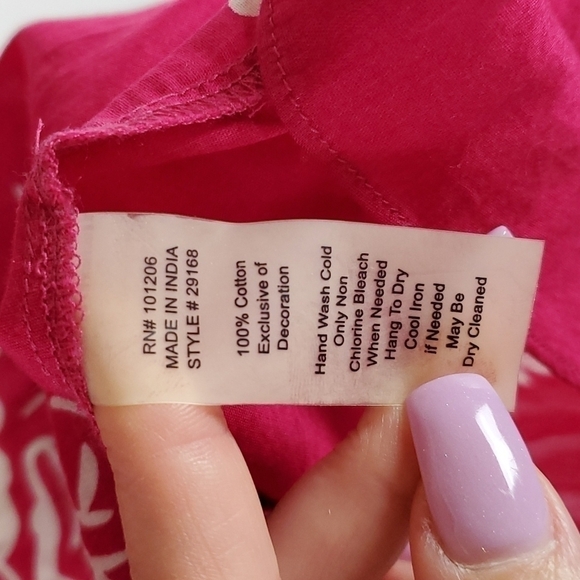 RN# 101206
MADE IN INDIA
STYLE # 29168
100% Cotton
Exclusive of
Decoration
Hand Wash Cold
Only Non
Chlorine Bleach
When Needed
Hang To Dry
Cool Iron
if Needed
May Be
Dry Cleaned